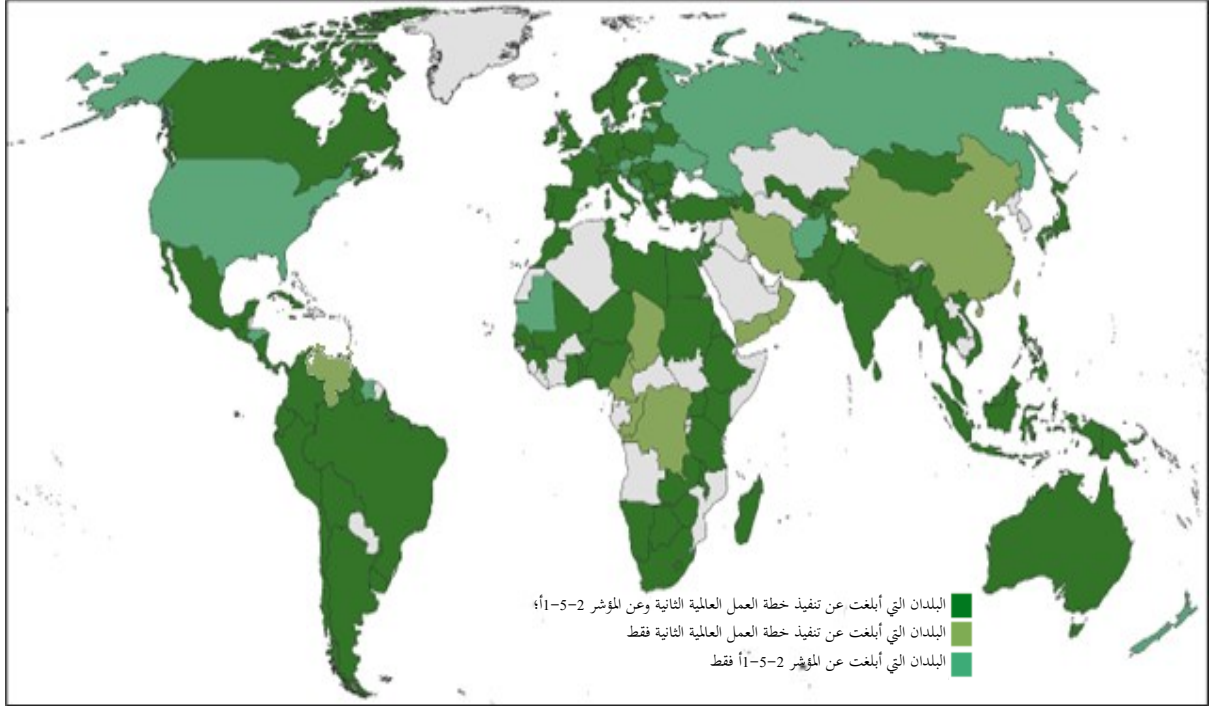 البلدان التي أبلغت عن تنفيذ خطة العمل العالمية الثانية وعن المؤشر 2-5-1أ؛
البلدان التي أبلغت عن تنفيذ خطة العمل العالمية الثانية فقط
البلدان التي أبلغت عن المؤشر 2-5-1أ فقط